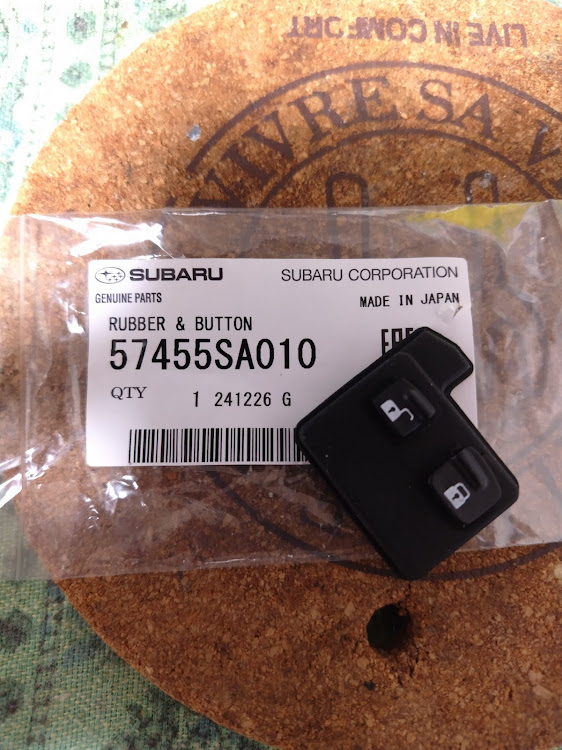 LIVE IN COMFORT
VIVRE SA V
SUBARU
SUBARU CORPORATION
GENUINE PARTS
MADE IN JAPAN
RUBBER & BUTTON
57455SA010
QTY
1 241226 G